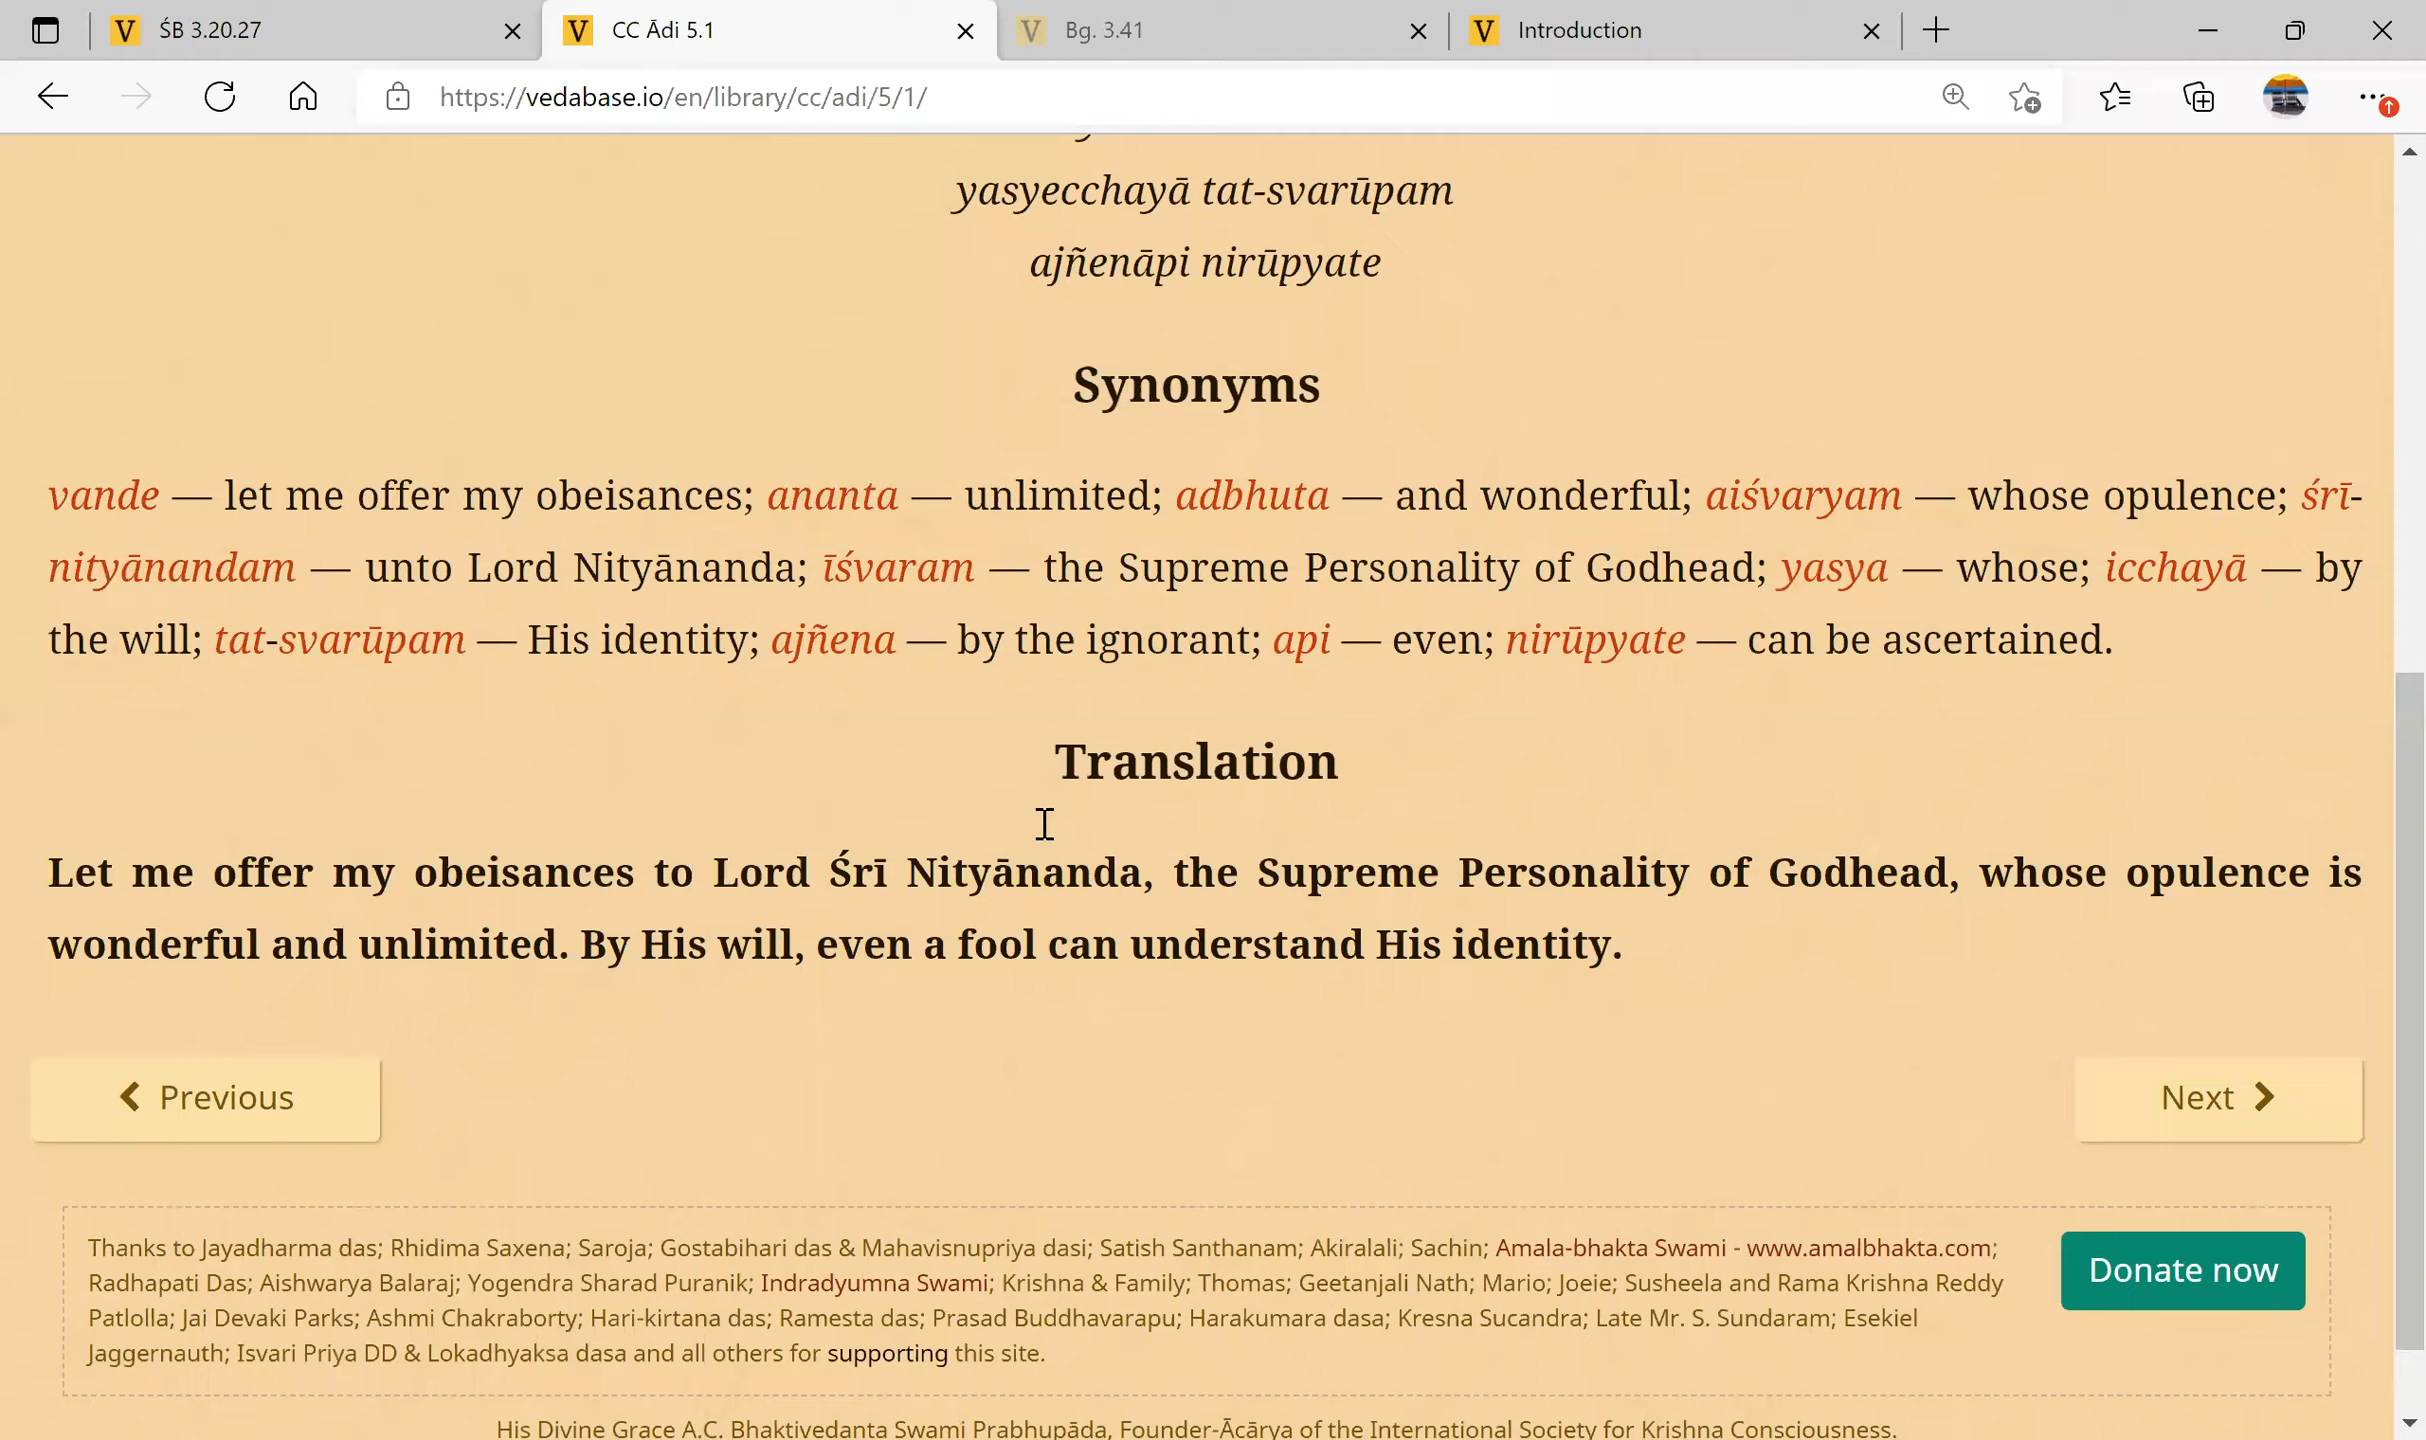 ŚB 3.20.27
CC Ādi 5.1
Bg. 3.41
Introduction
https://vedabase.io/en/library/cc/adi/5/1/
yasyecchayā tat-svarūpam
ajñenāpi nirūpyate
Synonyms
vande — let me offer my obeisances; ananta — unlimited; adbhuta — and wonderful; aiśvaryam — whose opulence; śrī-
nityānandam — unto Lord Nityānanda; īśvaram — the Supreme Personality of Godhead; yasya — whose; icchayā — by
the will; tat-svarūpam — His identity; ajñena — by the ignorant; api — even; nirūpyate — can be ascertained.
Translation
Let me offer my obeisances to Lord Śrī Nityānanda, the Supreme Personality of Godhead, whose opulence is
wonderful and unlimited. By His will, even a fool can understand His identity.
Previous
Next
Thanks to Jayadharma das; Rhidima Saxena; Saroja; Gostabihari das & Mahavisnupriya dasi; Satish Santhanam; Akiralali; Sachin; Amala-bhakta Swami - www.amalbhakta.com;
Radhapati Das; Aishwarya Balaraj; Yogendra Sharad Puranik; Indradyumna Swami; Krishna & Family; Thomas; Geetanjali Nath; Mario; Joeie; Susheela and Rama Krishna Reddy
Patlolla; Jai Devaki Parks; Ashmi Chakraborty; Hari-kirtana das; Ramesta das; Prasad Buddhavarapu; Harakumara dasa; Kresna Sucandra; Late Mr. S. Sundaram; Esekiel
Jaggernauth; Isvari Priya DD & Lokadhyaksa dasa and all others for supporting this site.
Donate now
His Divine Grace A.C. Bhaktivedanta Swami Prabhupāda, Founder-Ācārya of the International Society for Krishna Consciousness.